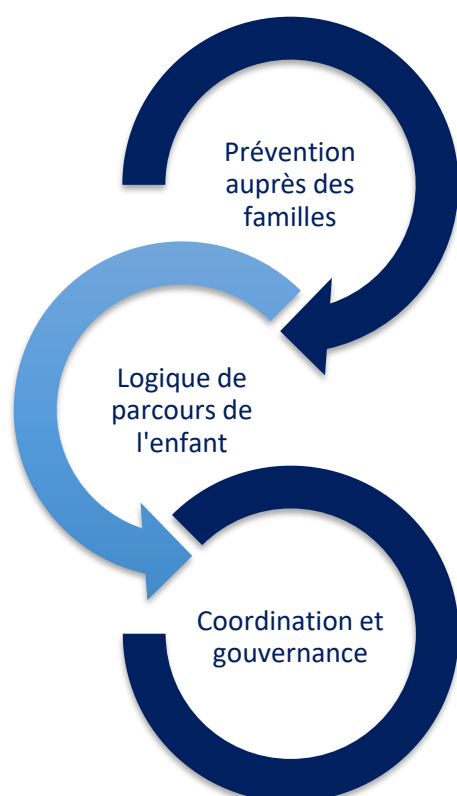 Prévention
auprès des
familles
Logique de
parcours de
l'enfant
Coordination et
gouvernance